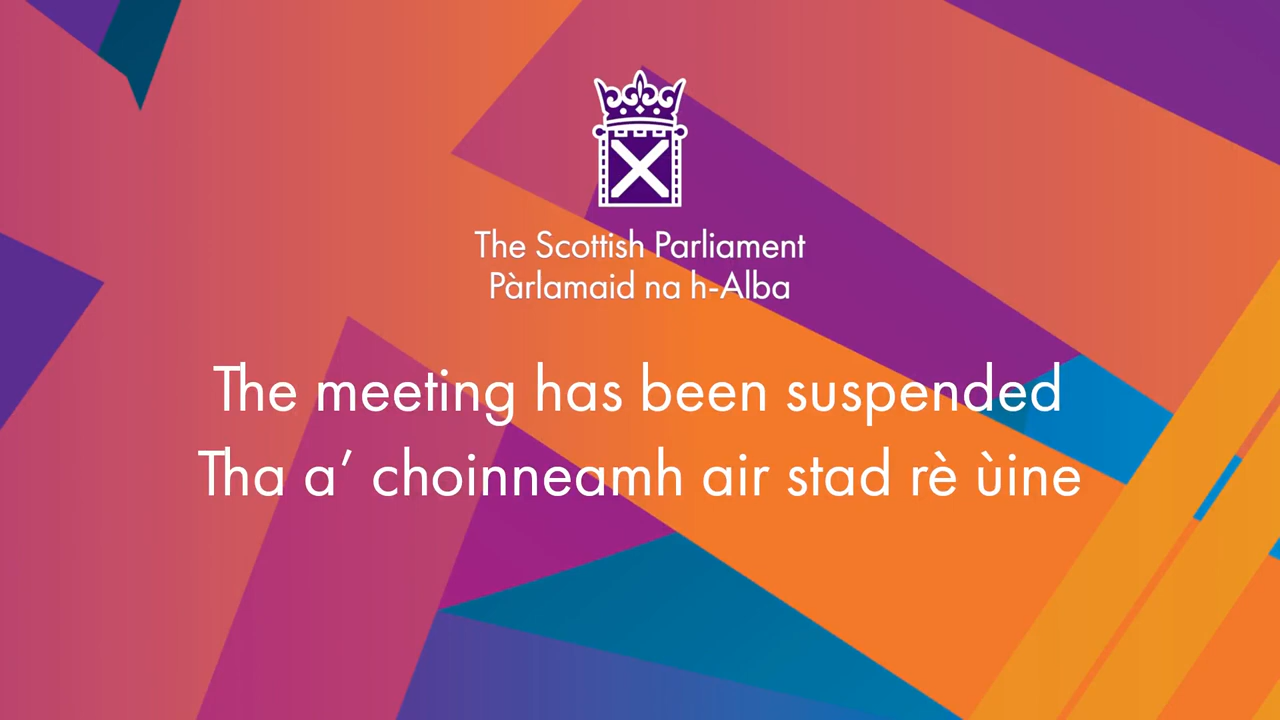 The Scottish Parliament
Pàrlamaid na h-Alba
The meeting has been suspended
Tha a’ choinneamh air stad rè ùine